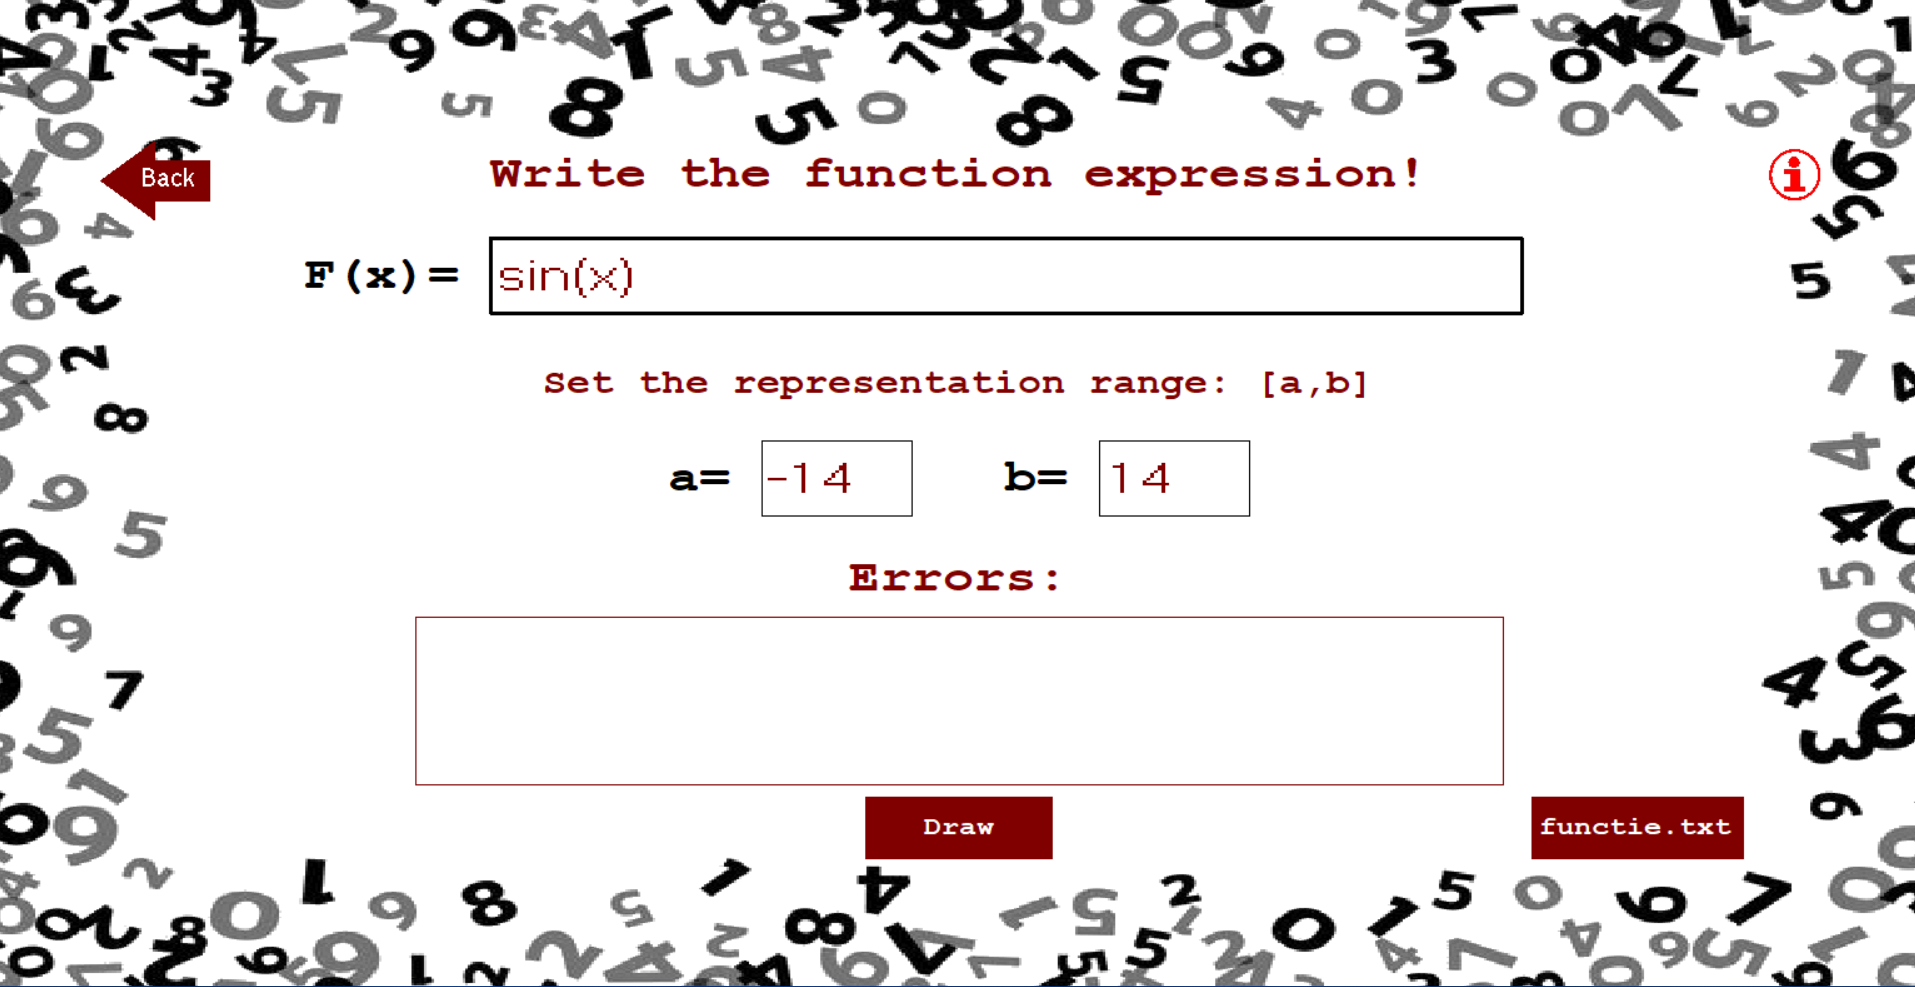 Back
Write the function expression!
F(x)= sin(x)
Set the representation range: [a,b]
a= -14 b= 14
Errors:
Draw
functie.txt